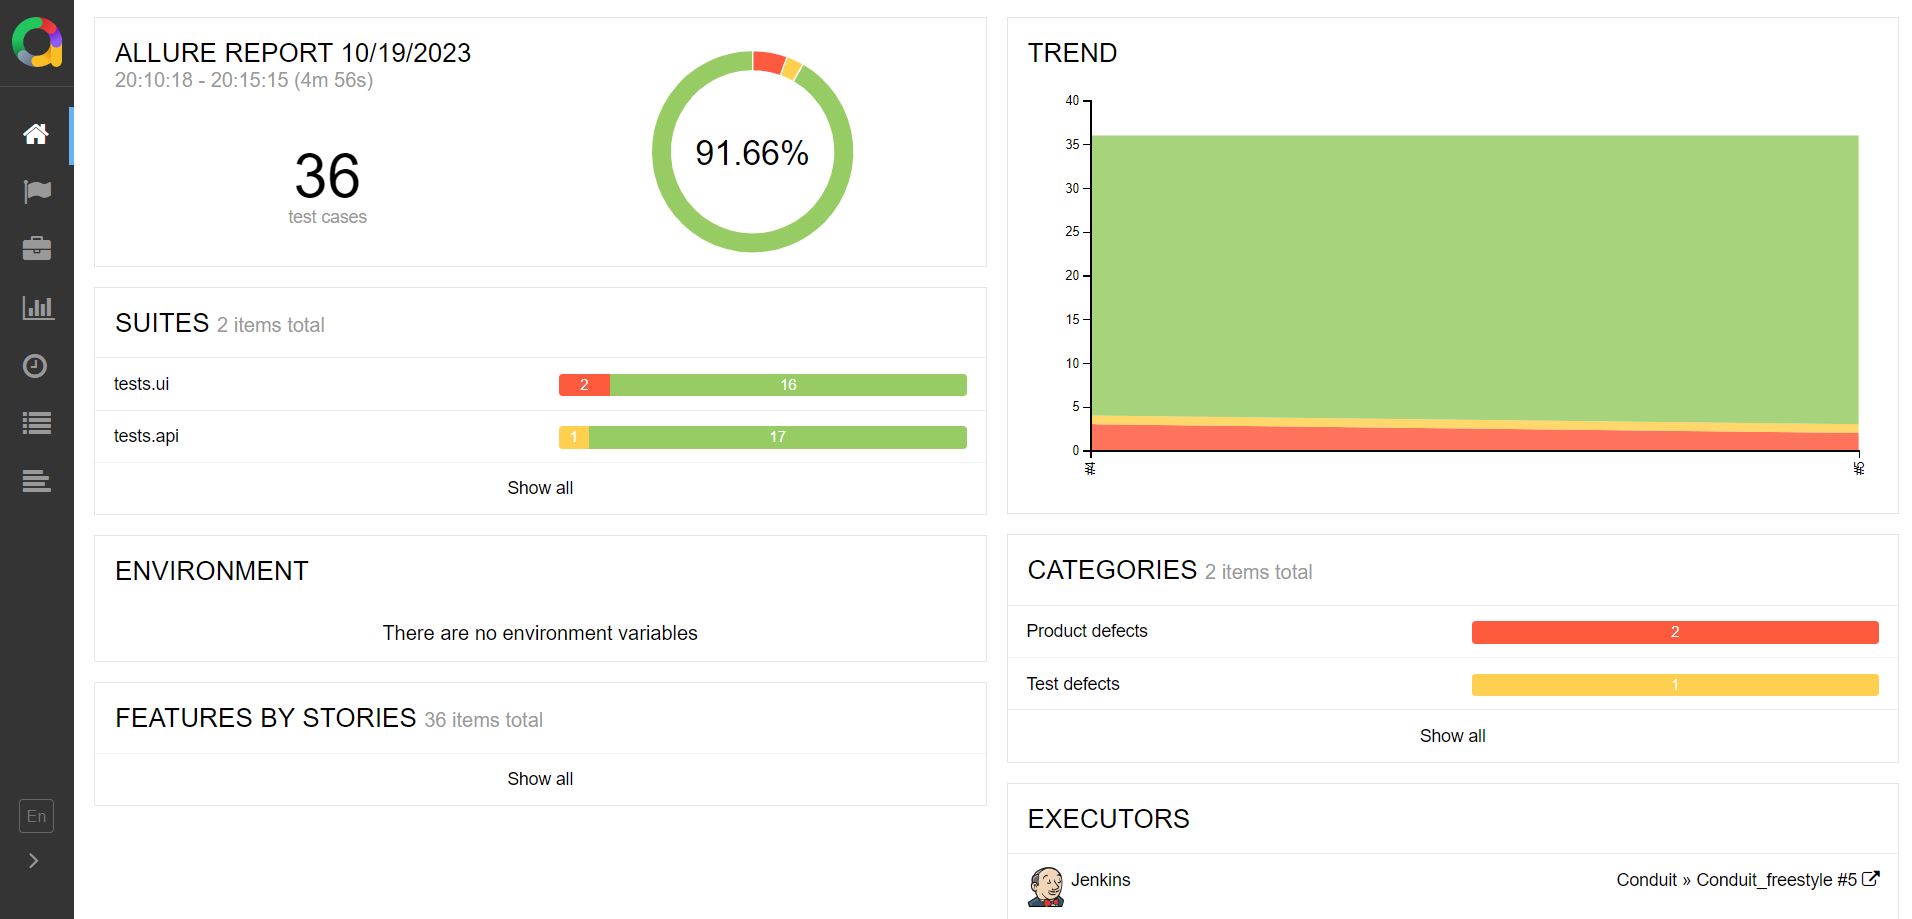 ALLURE REPORT 10/19/2023
20:10:18 - 20:15:15 (4m 56s)
36
test cases
91.66%
SUITES 2 items total
tests.ui 2 16
tests.api 1 17
Show all
ENVIRONMENT
There are no environment variables
FEATURES BY STORIES 36 items total
Show all
En
TREND
40
35
30
25
20
15
10
5
0
#4
#5
CATEGORIES 2 items total
Product defects 2
Test defects 1
Show all
EXECUTORS
Jenkins Conduit » Conduit_freestyle #5